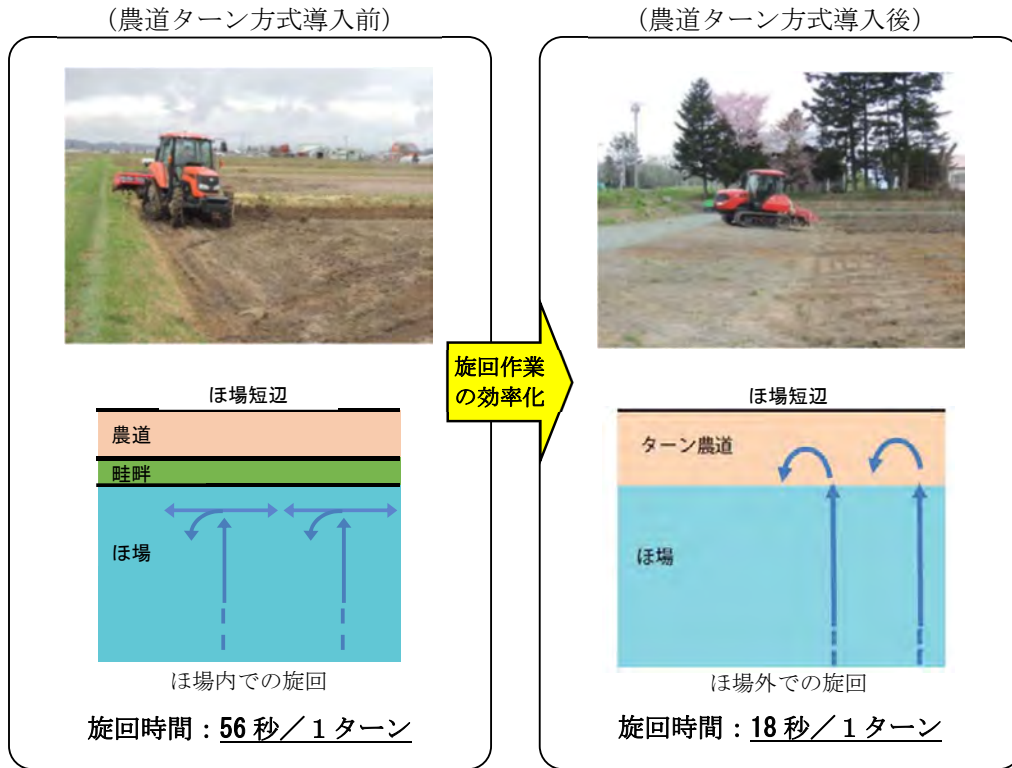 (農道ターン方式導入前)
(農道ターン方式導入後)
旋回作業
の効率化
ほ場短辺
農道
畦畔
ほ場
ほ場内での旋回
旋回時間:56秒/1ターン
ほ場短辺
ターン農道
ほ場
ほ場外での旋回
旋回時間:18秒/1ターン